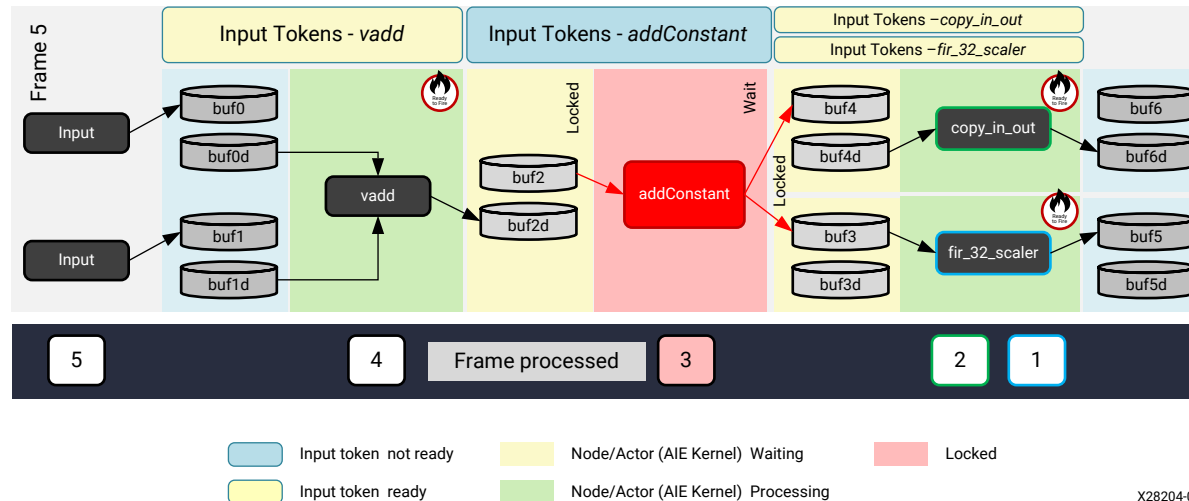 Frame 5
Input Tokens - vadd
Input Tokens - addConstant
Input Tokens –copy_in_out
Input Tokens –fir_32_scaler
Input
buf0
buf0d
Ready
to Fire
vadd
Locked
buf2
buf2d
Wait
addConstant
Locked
buf4
buf4d
Ready
to Fire
copy_in_out
buf6
buf6d
Input
buf1
buf1d
buf3
buf3d
Ready
to Fire
fir_32_scaler
buf5
buf5d
5
4
Frame processed
3
2
1
Input token not ready
Node/Actor (AIE Kernel) Waiting
Locked
Input token ready
Node/Actor (AIE Kernel) Processing